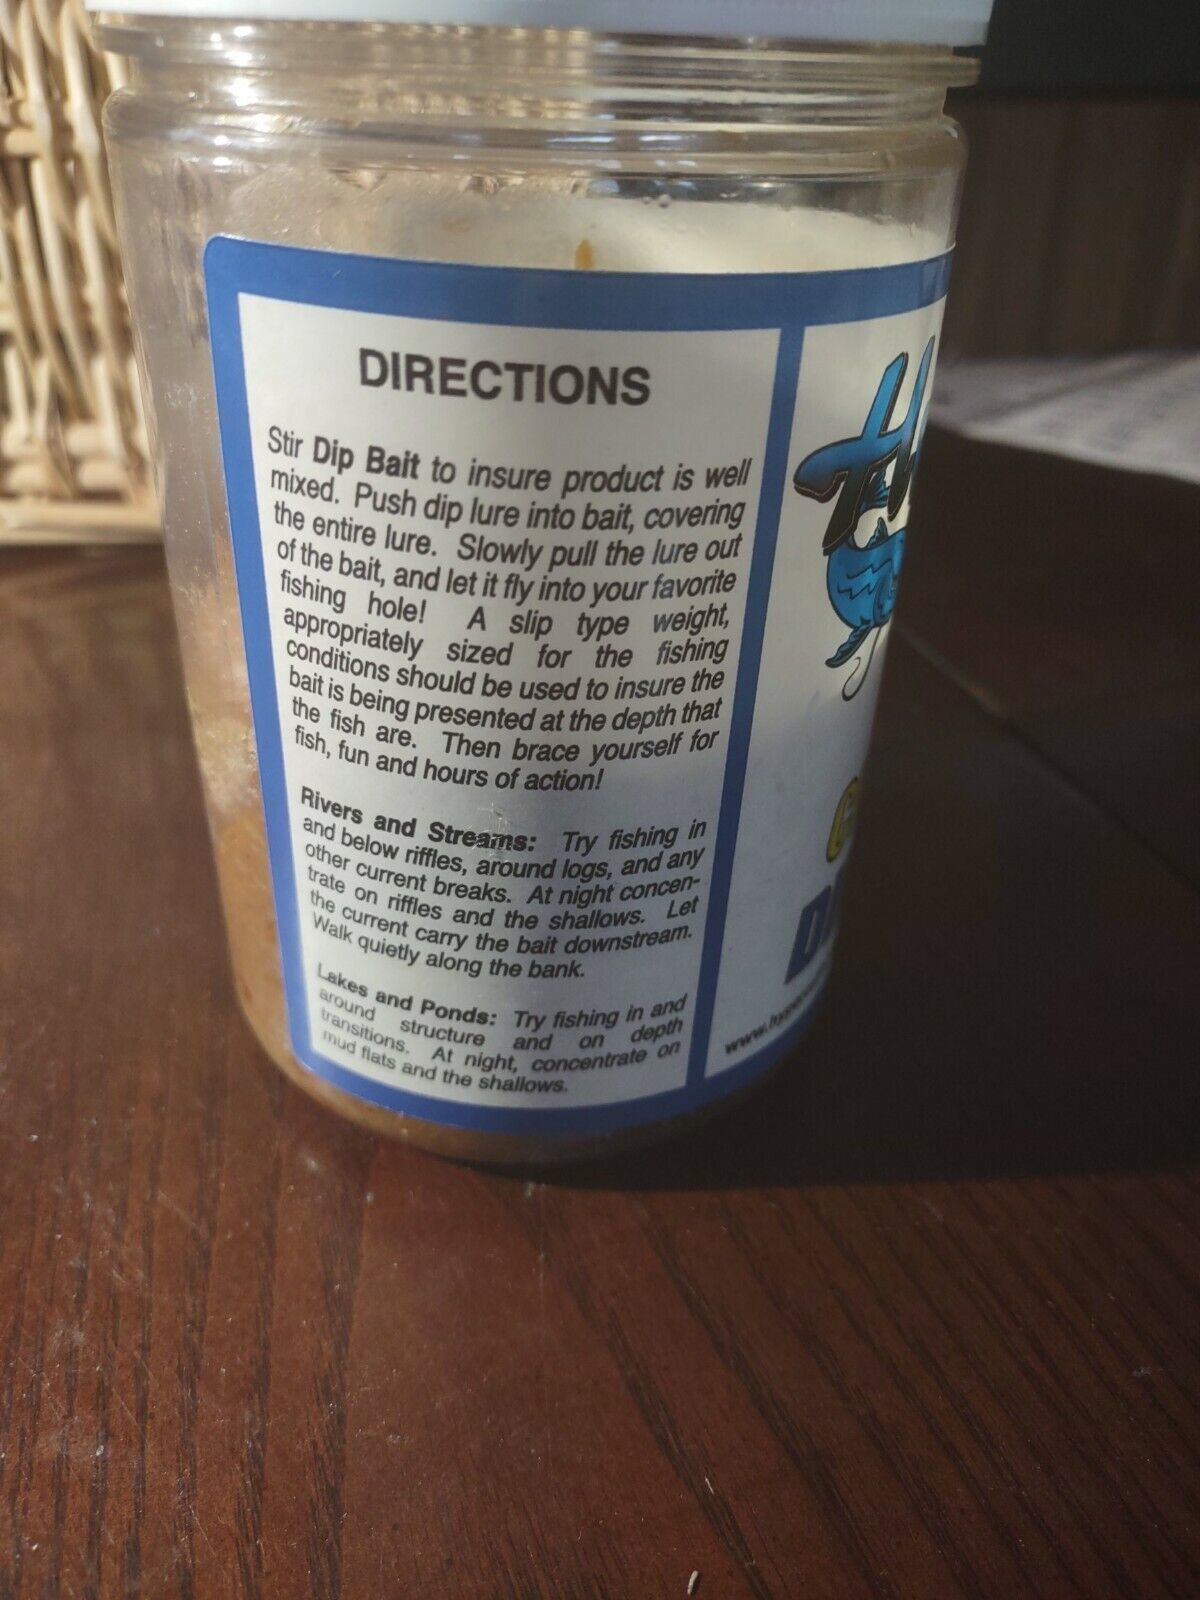 DIRECTIONS
Stir Dip Bait to insure product is well
mixed. Push dip lure into bait, covering
the entire lure. Slowly pull the lure out
of the bait, and let it fly into your favorite
fishing hole! A slip type weight,
appropriately sized for the fishing
conditions should be used to insure the
bait is being presented at the depth that
the fish are. Then brace yourself for
fish, fun and hours of action!
Rivers and Streams: Try fishing in
and below riffles, around logs, and any
other current breaks. At night concen-
trate on riffles and the shallows. Let
the current carry the bait downstream.
Walk quietly along the bank.
Lakes and Ponds: Try fishing in and
around structure and on depth
transitions. At night, concentrate on
mud flats and the shallows.